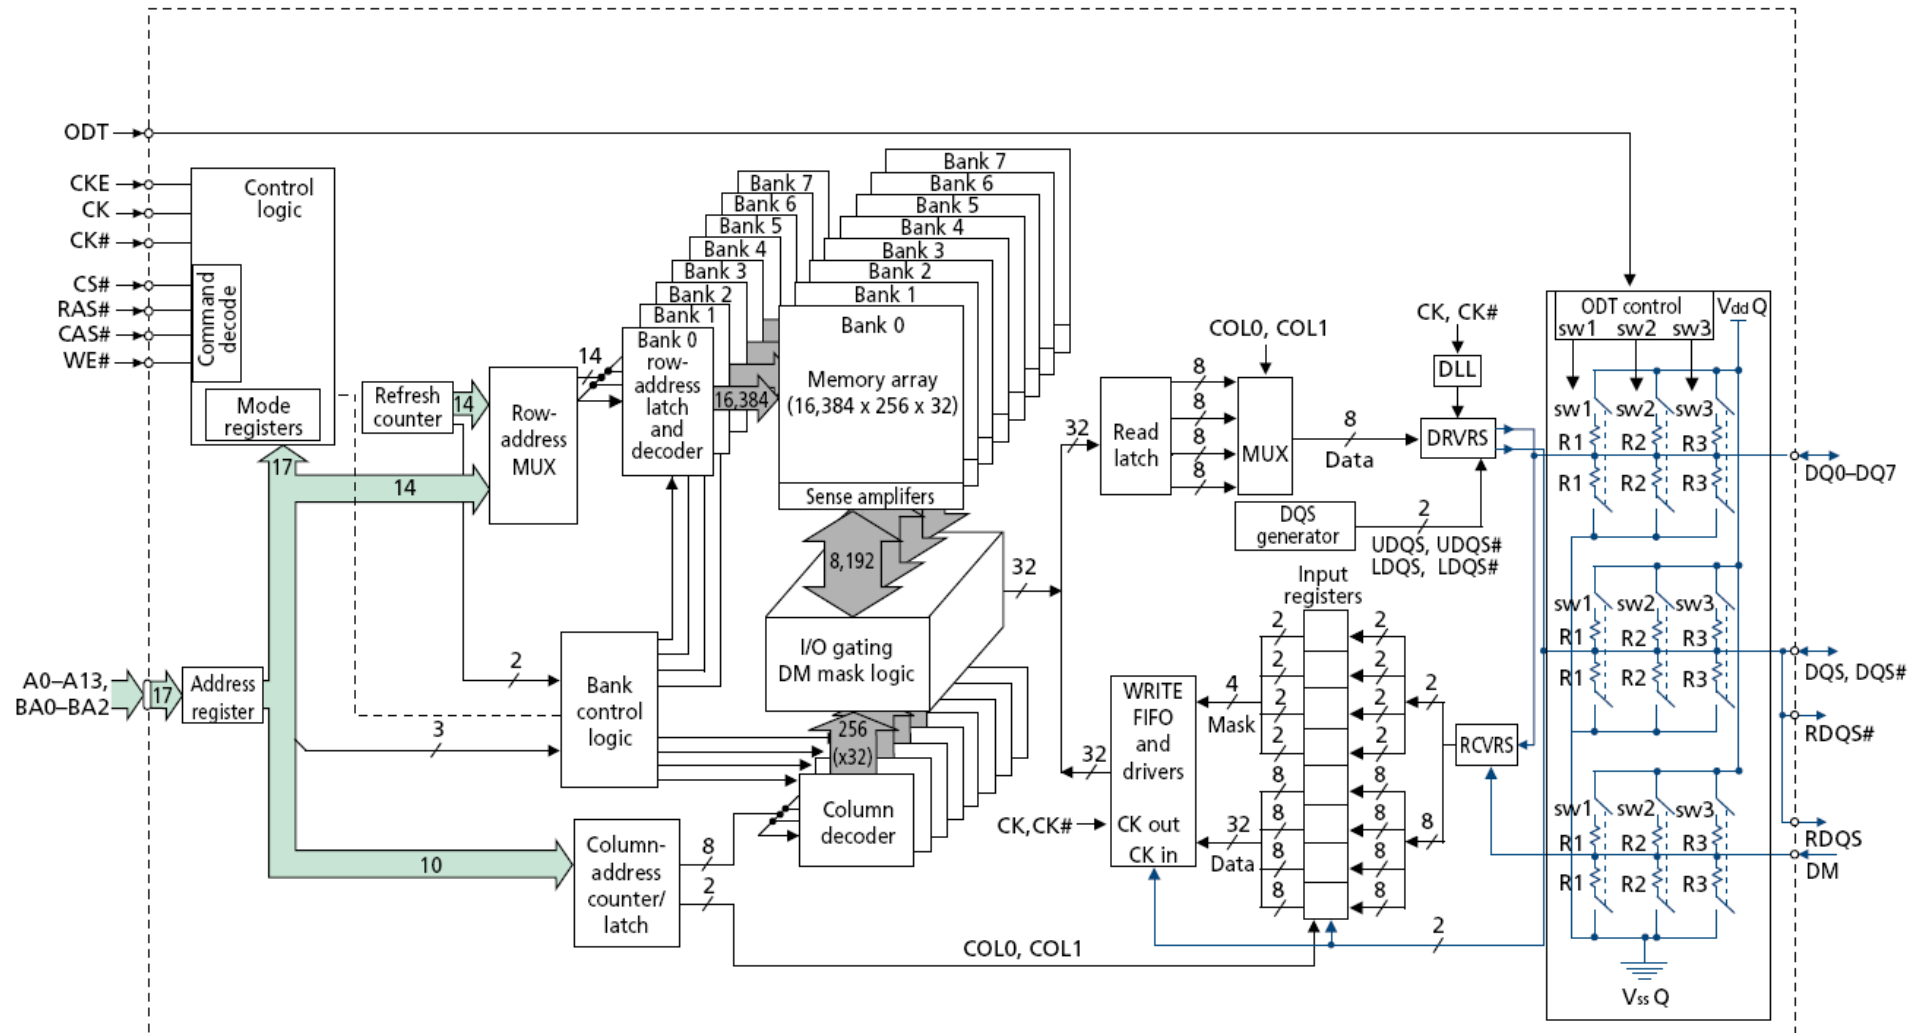 ODT
CKE
CK
CK#
CS#
RAS#
CAS#
WE#
Control
logic
Command
decode
Mode
registers
17
14
A0–A13,
BA0–BA2
17
Address
register
Refresh
counter
14
Row-
address
MUX
14
2
3
10
Bank
control
logic
Column-
address
counter/
latch
8
2
Bank 7
Bank 6
Bank 5
Bank 4
Bank 3
Bank 2
Bank 1
Bank 0
row-
address
latch
and
decoder
16,384
Bank 7
Bank 6
Bank 5
Bank 4
Bank 3
Bank 2
Bank 1
Bank 0
Memory array
(16,384 x 256 x 32)
Sense amplifers
8,192
I/O gating
DM mask logic
256
(x32)
Column
decoder
32
32
32
Read
latch
8
8
8
8
COL0, COL1
MUX
8
Data
CK, CK#
DLL
DRVRS
DQS
generator
2
UDQS, UDQS#
LDQS, LDQS#
Input
registers
2
2
2
2
2
2
2
2
8
8
8
8
8
8
8
8
WRITE
FIFO
and
drivers
CK out
CK in
CK,CK#
4
Mask
32
Data
2
8
RCVRS
2
COL0, COL1
ODT control
sw1 sw2 sw3
Vdd Q
sw1 sw2 sw3
R1 R2 R3
R1 R2 R3
sw1 sw2 sw3
R1 R2 R3
R1 R2 R3
sw1 sw2 sw3
R1 R2 R3
R1 R2 R3
Vss Q
DQ0–DQ7
DQS, DQS#
RDQS#
RDQS
DM